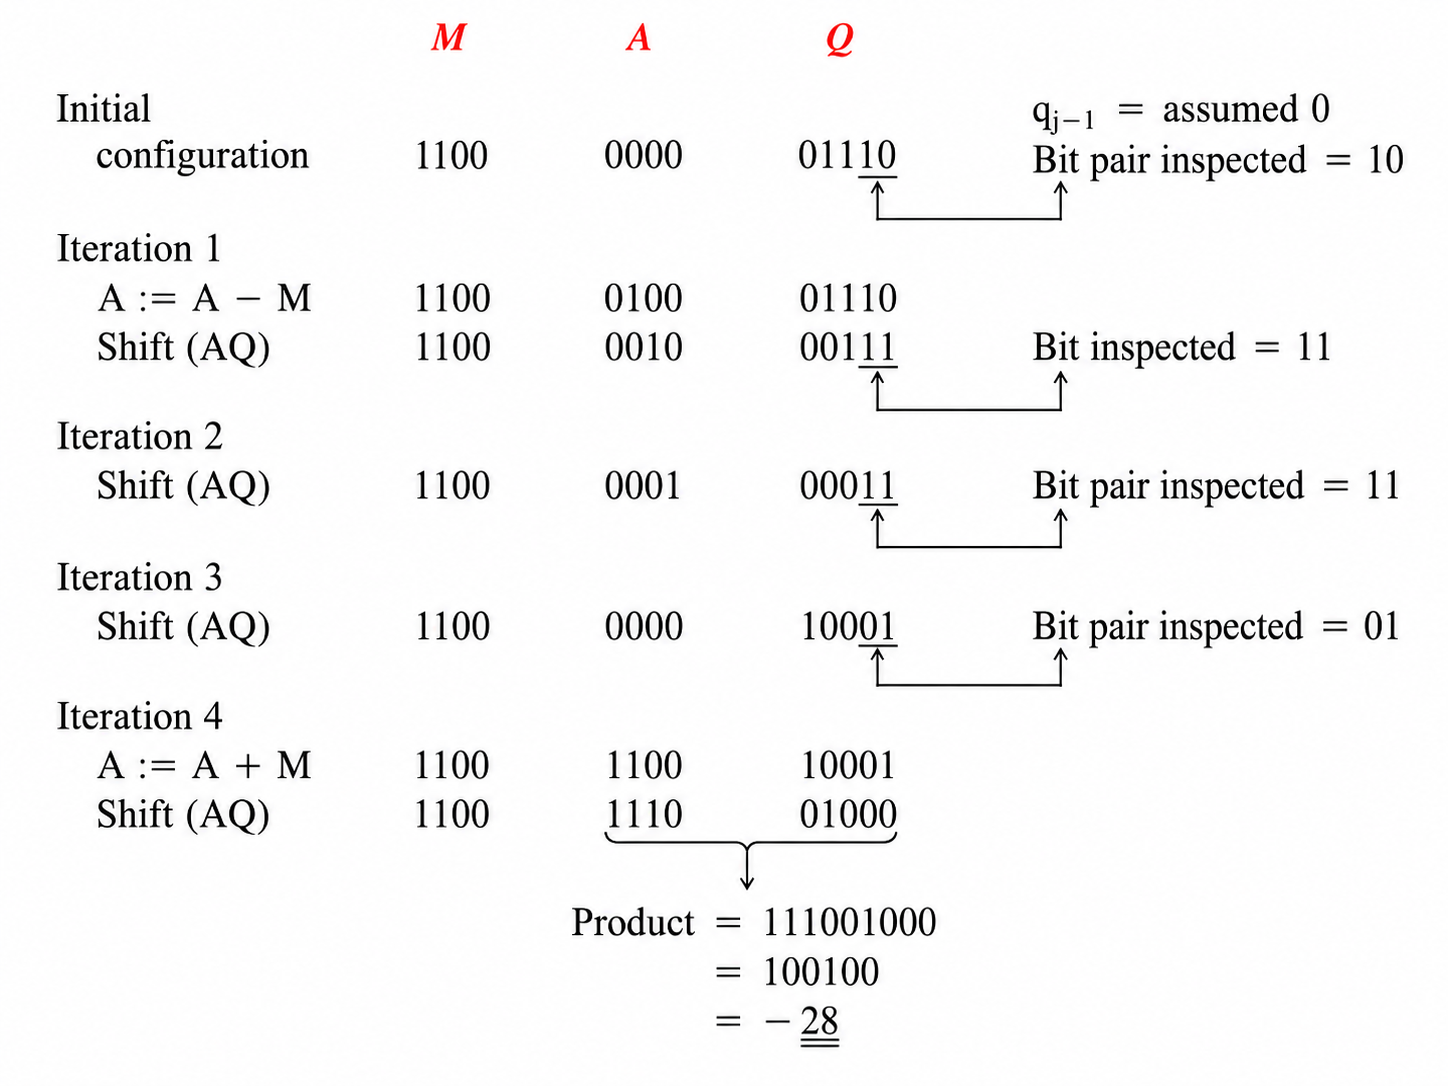 M A Q
Initial q_{j−1} = assumed 0
configuration 1100 0000 01110 Bit pair inspected = 10
Iteration 1
A := A − M 1100 0100 01110
Shift (AQ) 1100 0010 00111 Bit inspected = 11
Iteration 2
Shift (AQ) 1100 0001 00011 Bit pair inspected = 11
Iteration 3
Shift (AQ) 1100 0000 10001 Bit pair inspected = 01
Iteration 4
A := A + M 1100 1100 10001
Shift (AQ) 1100 1110 01000
Product = 111001000
= 100100
= − 28